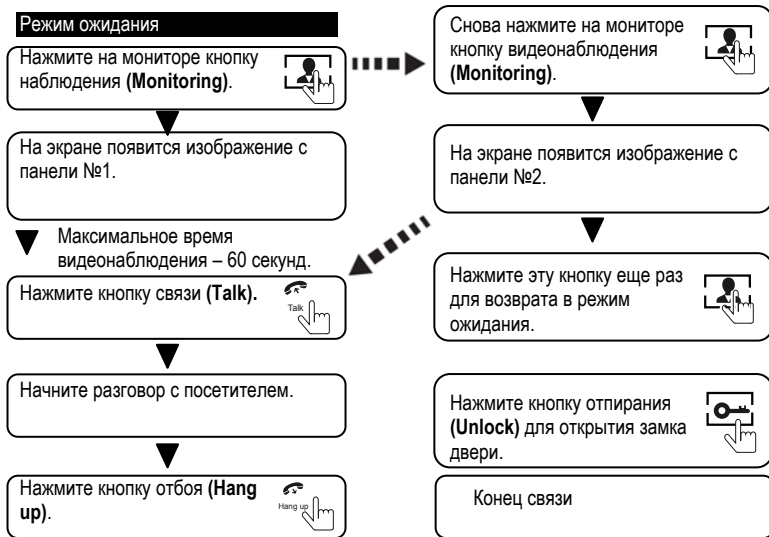 Режим ожидания
Нажмите на мониторе кнопку
наблюдения (Monitoring).
На экране появится изображение с
панели №1.
Максимальное время
видеонаблюдения – 60 секунд.
Нажмите кнопку связи (Talk).
Talk
Начните разговор с посетителем.
Нажмите кнопку отбоя (Hang
up).
Hang up
Снова нажмите на мониторе
кнопку видеонаблюдения
(Monitoring).
На экране появится изображение с
панели №2.
Нажмите эту кнопку еще раз
для возврата в режим
ожидания.
Нажмите кнопку отпирания
(Unlock) для открытия замка
двери.
Конец связи